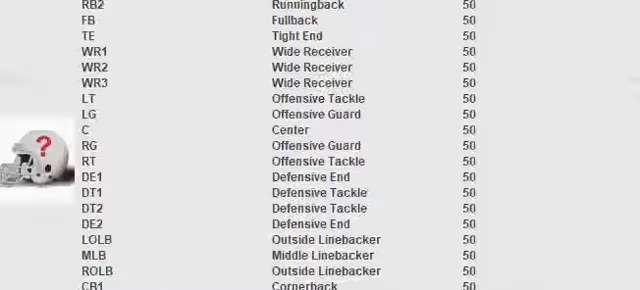 RB2 Runningback 50
FB Fullback 50
TE Tight End 50
WR1 Wide Receiver 50
WR2 Wide Receiver 50
WR3 Wide Receiver 50
LT Offensive Tackle 50
LG Offensive Guard 50
C Center 50
RG Offensive Guard 50
RT Offensive Tackle 50
DE1 Defensive End 50
DT1 Defensive Tackle 50
DT2 Defensive Tackle 50
DE2 Defensive End 50
LOLB Outside Linebacker 50
MLB Middle Linebacker 50
ROLB Outside Linebacker 50
CB1 Cornerback 50
?